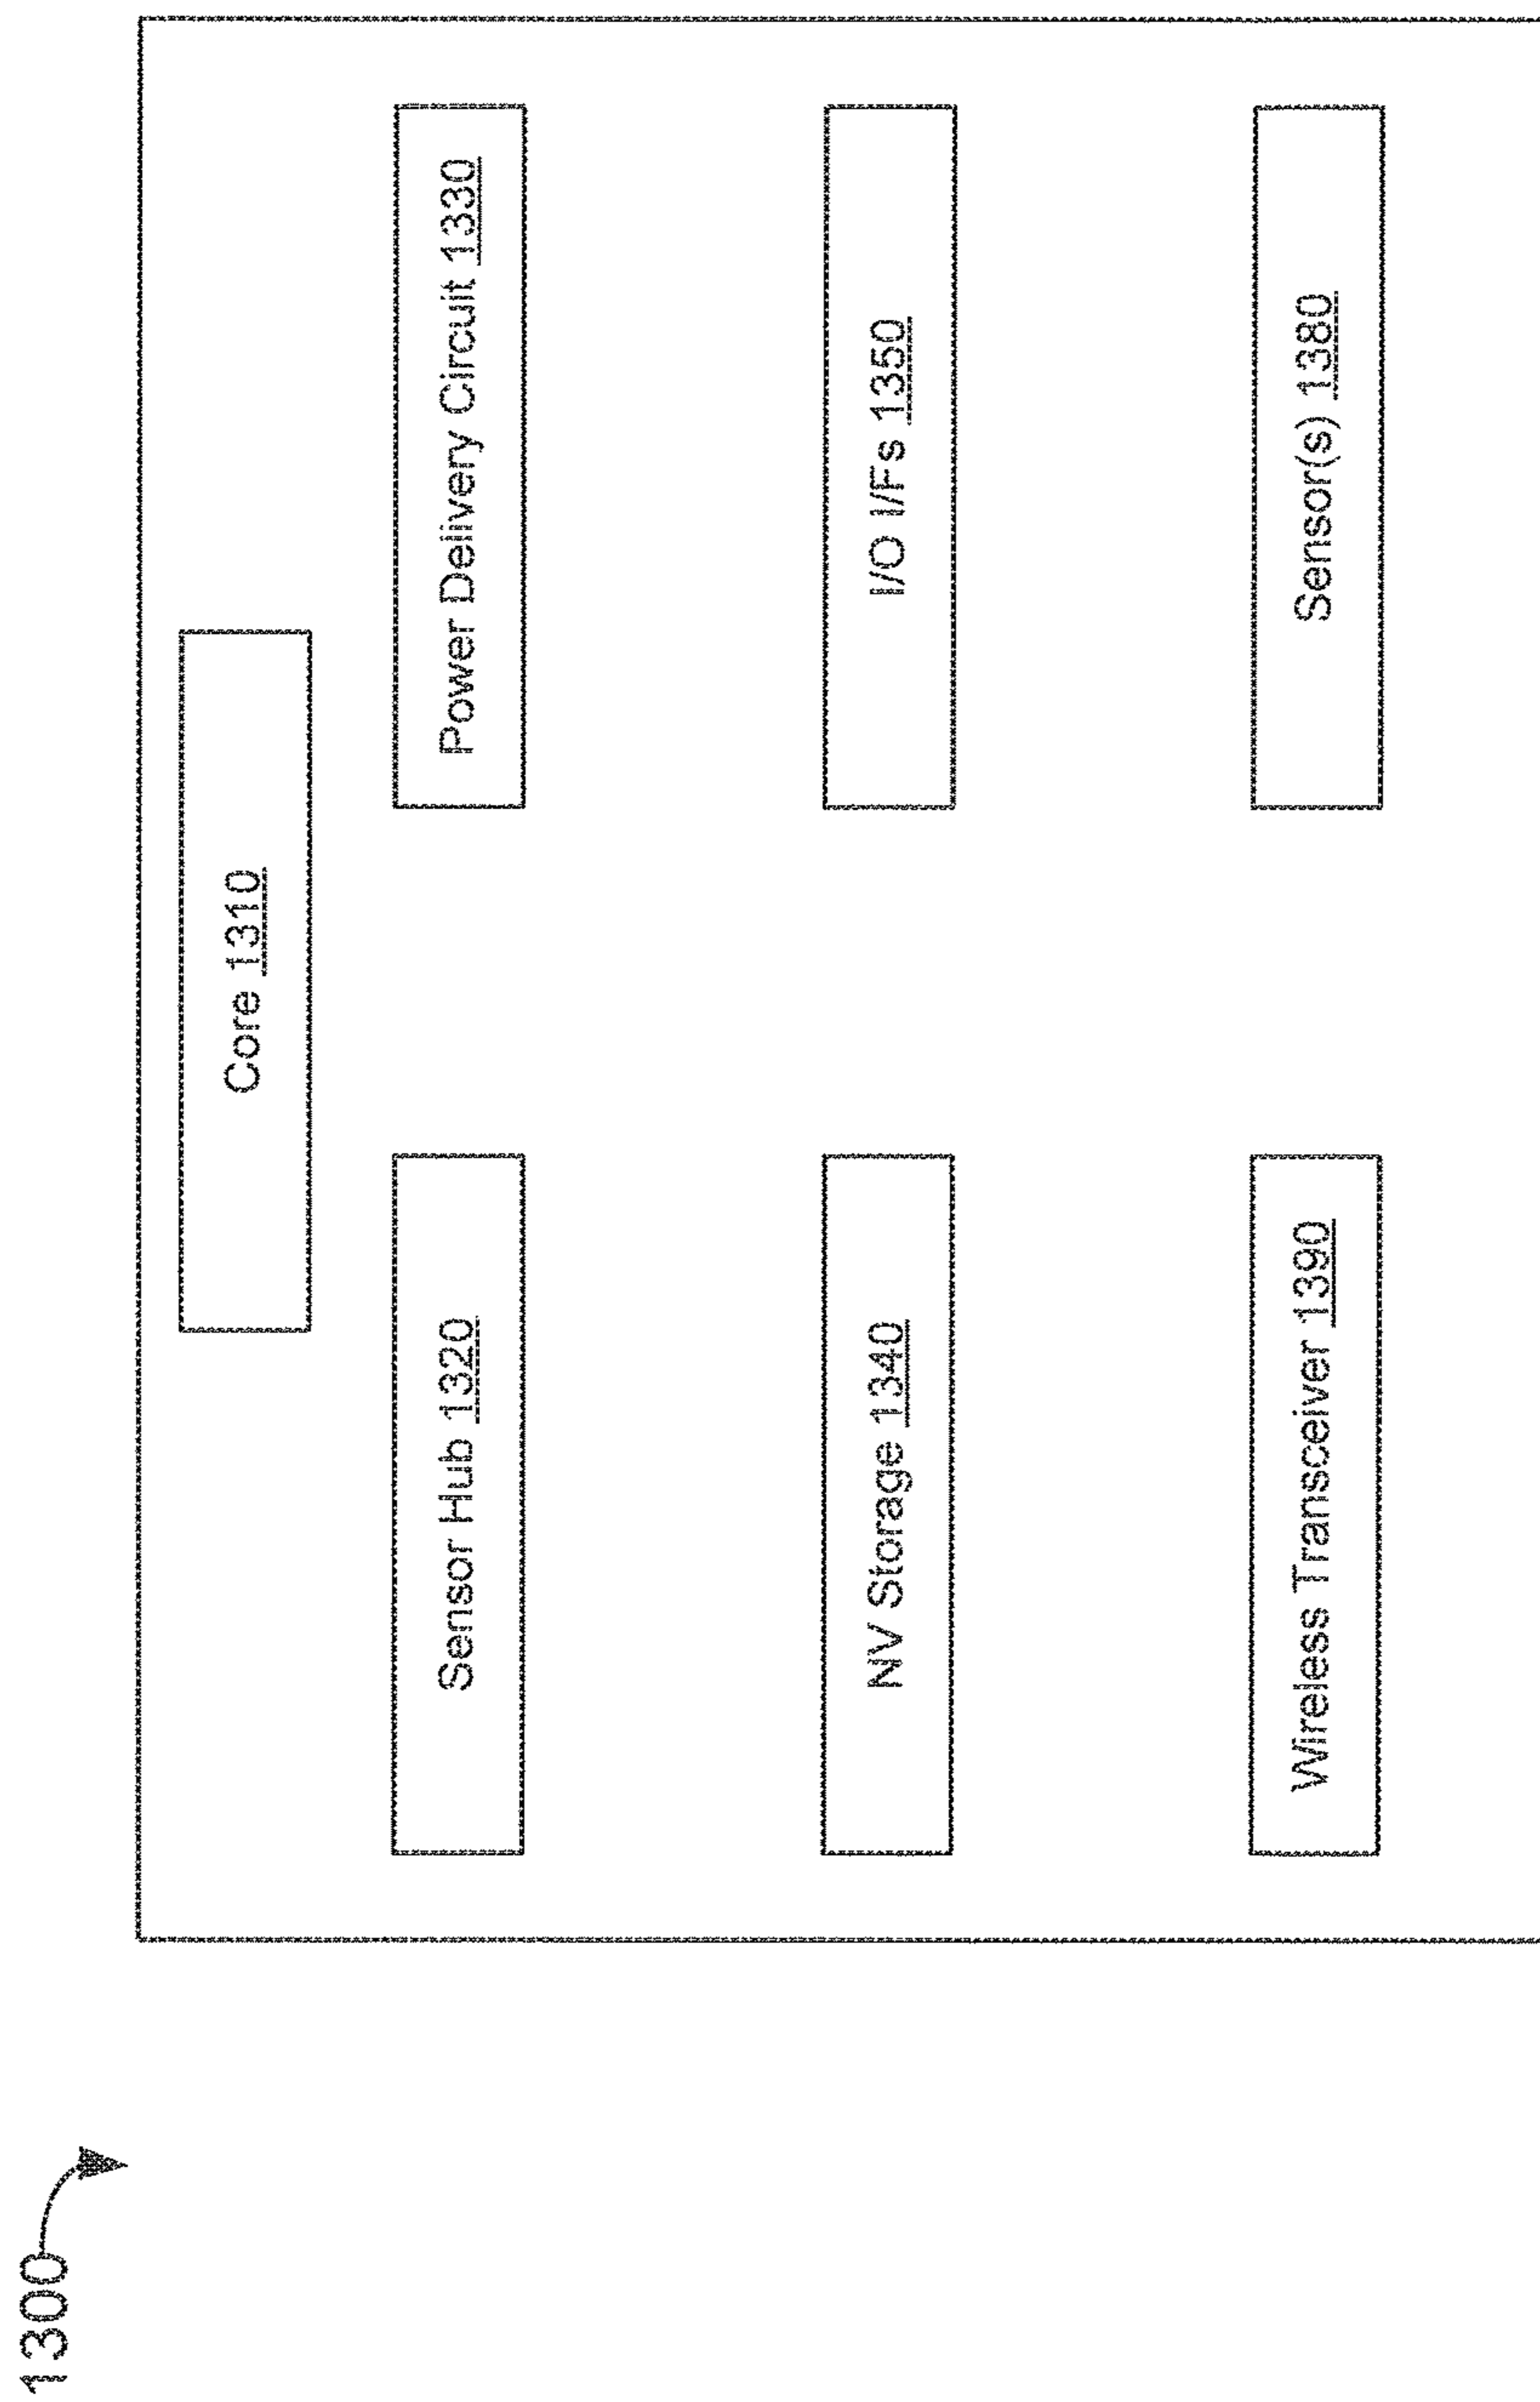 1300
Core 1310
Sensor Hub 1320
Power Delivery Circuit 1330
NV Storage 1340
I/O I/Fs 1350
Wireless Transceiver 1390
Sensor(s) 1380